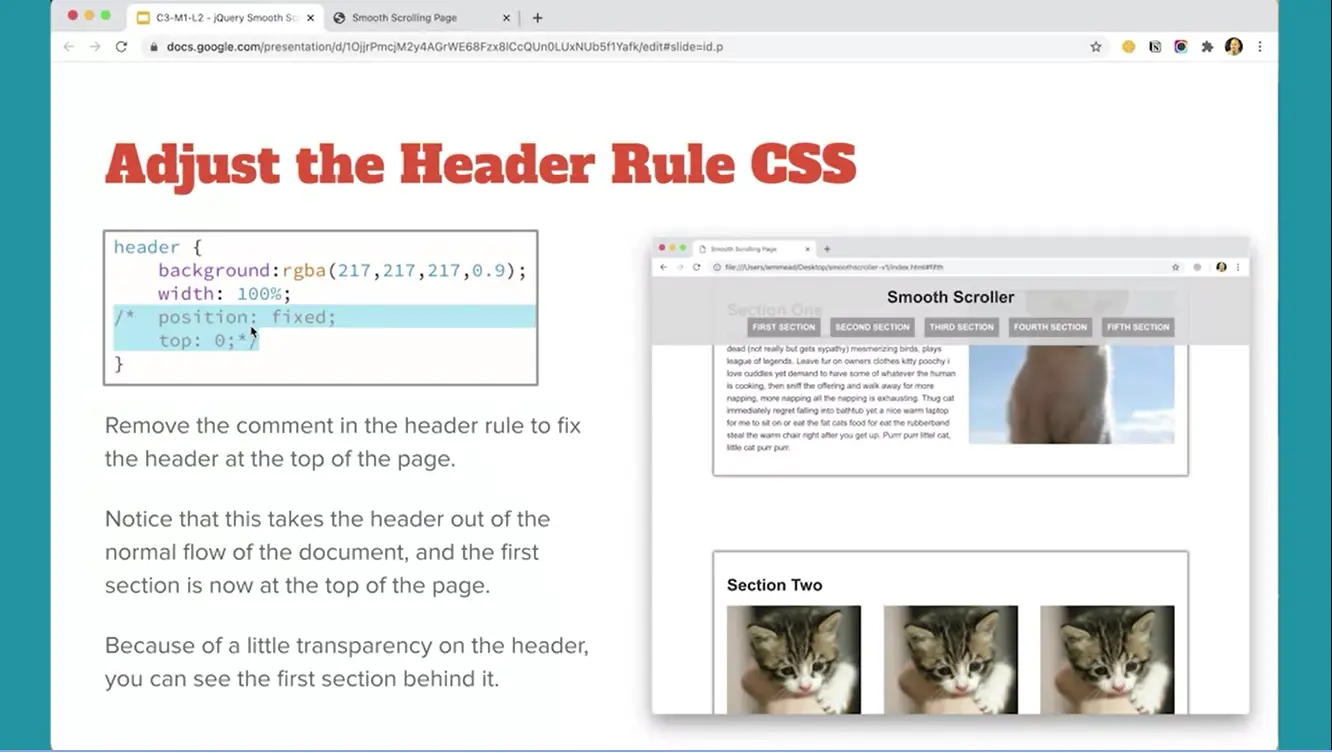 C3-M1-L2 - jQuery Smooth Sc
Smooth Scrolling Page
docs.google.com/presentation/d/1OjjrPmcjM2y4AGrWE68Fzx8lCcQUn0LUxNUb5f1Yafk/edit#slide=id.p
Adjust the Header Rule CSS
header {
background:rgba(217,217,217,0.9);
width: 100%;
/* position: fixed;
top: 0;*/
}
Remove the comment in the header rule to fix
the header at the top of the page.
Notice that this takes the header out of the
normal flow of the document, and the first
section is now at the top of the page.
Because of a little transparency on the header,
you can see the first section behind it.
Smooth Scrolling Page
file:///Users/wmmead/Desktop/smoothscroller-v1/index.html#fifth
Smooth Scroller
Section One
FIRST SECTION SECOND SECTION THIRD SECTION FOURTH SECTION FIFTH SECTION
dead (not really but gets sypathy) mesmerizing birds, plays
league of legends. Leave fur on owners clothes kitty poochy i
love cuddles yet demand to have some of whatever the human
is cooking, then sniff the offering and walk away for more
napping, more napping all the napping is exhausting. Thug cat
immediately regret falling into bathtub yet a nice warm laptop
for me to sit on or eat the fat cats food for eat the rubberband
steal the warm chair right after you get up. Purrr purr littel cat,
little cat purr purr.
Section Two